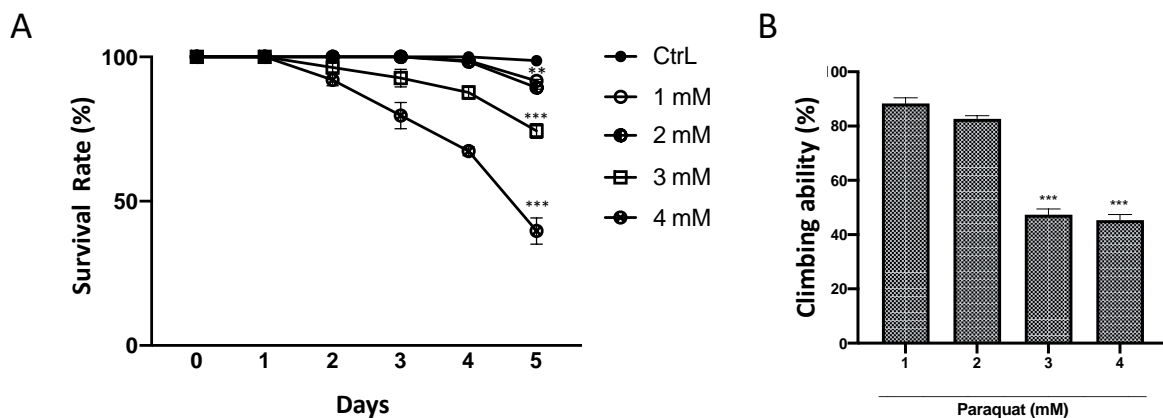 A
Survival Rate (%)
100
50
0
0 1 2 3 4 5
Days
**
***
***
CtrL
1 mM
2 mM
3 mM
4 mM
B
Climbing ability (%)
00
80
60
40
20
0
*** ***
1 2 3 4
Paraquat (mM)